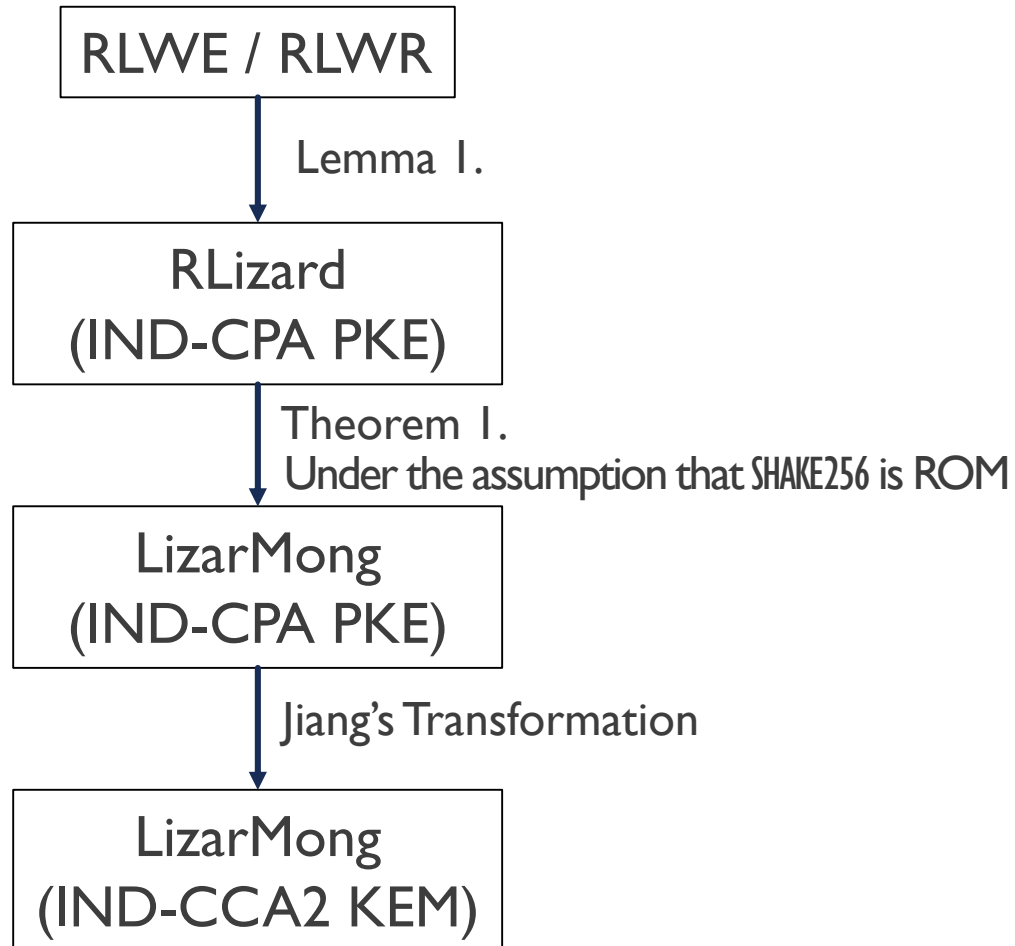 RLWE / RLWR
Lemma 1.
RLizard
(IND-CPA PKE)
Theorem 1.
Under the assumption that SHAKE256 is ROM
LizarMong
(IND-CPA PKE)
Jiang's Transformation
LizarMong
(IND-CCA2 KEM)